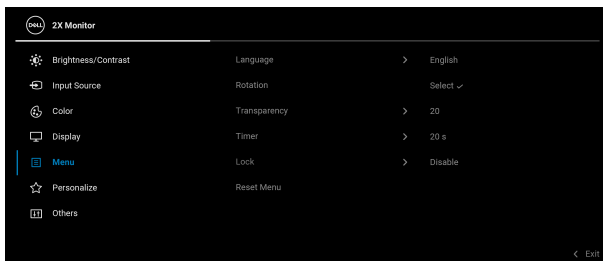 DELL 2X Monitor
Brightness/Contrast Language > English
Input Source Rotation Select ✓
Color Transparency > 20
Display Timer > 20 s
Menu Lock > Disable
Personalize Reset Menu
Others
< Exit